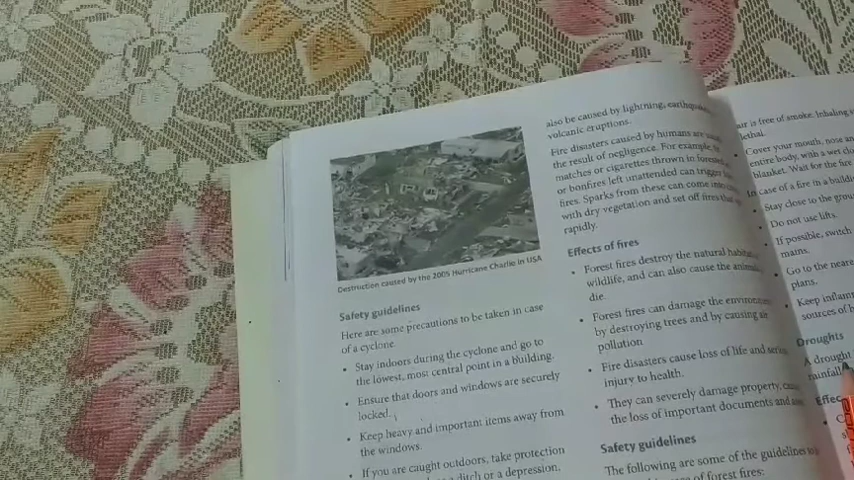 Destruction caused by the 2005 Hurricane Charlie in USA
Safety guidelines
Here are some precautions to be taken in case
of a cyclone.
• Stay indoors during the cyclone and go to
the lowest, most central part in the building.
• Ensure that doors and windows are securely
locked.
• Keep heavy and important items away from
the windows.
• If you are caught outdoors, take protection
ditch or a depression.
also be caused by lightning, earthquakes
volcanic eruptions.
Fire disasters caused by humans are
the result of negligence. For example,
matches or cigarettes thrown in forested
or bonfires left unattended can trigger
fires. Sparks from these can come into
with dry vegetation and set off fires that
rapidly.
Effects of fire
• Forest fires destroy the natural habitat
wildlife, and can also cause the animals
die.
• Forest fires can damage the environment
by destroying trees and by causing air
pollution.
• Fire disasters cause loss of life and serious
injury to health.
• They can severely damage property, cause
the loss of important documents
Safety guidelines
The following are some of the guidelines
of forest fires.
air is free of smoke. Inhaling
lethal.
Cover your mouth, nose
entire body, with a
blanket. Wait for
In case of a fire in a
Stay close to the
Do not use lifts.
If possible, switch
mains.
Go to the
plans.
Keep
sources of
Droughts
A drought
rainfall